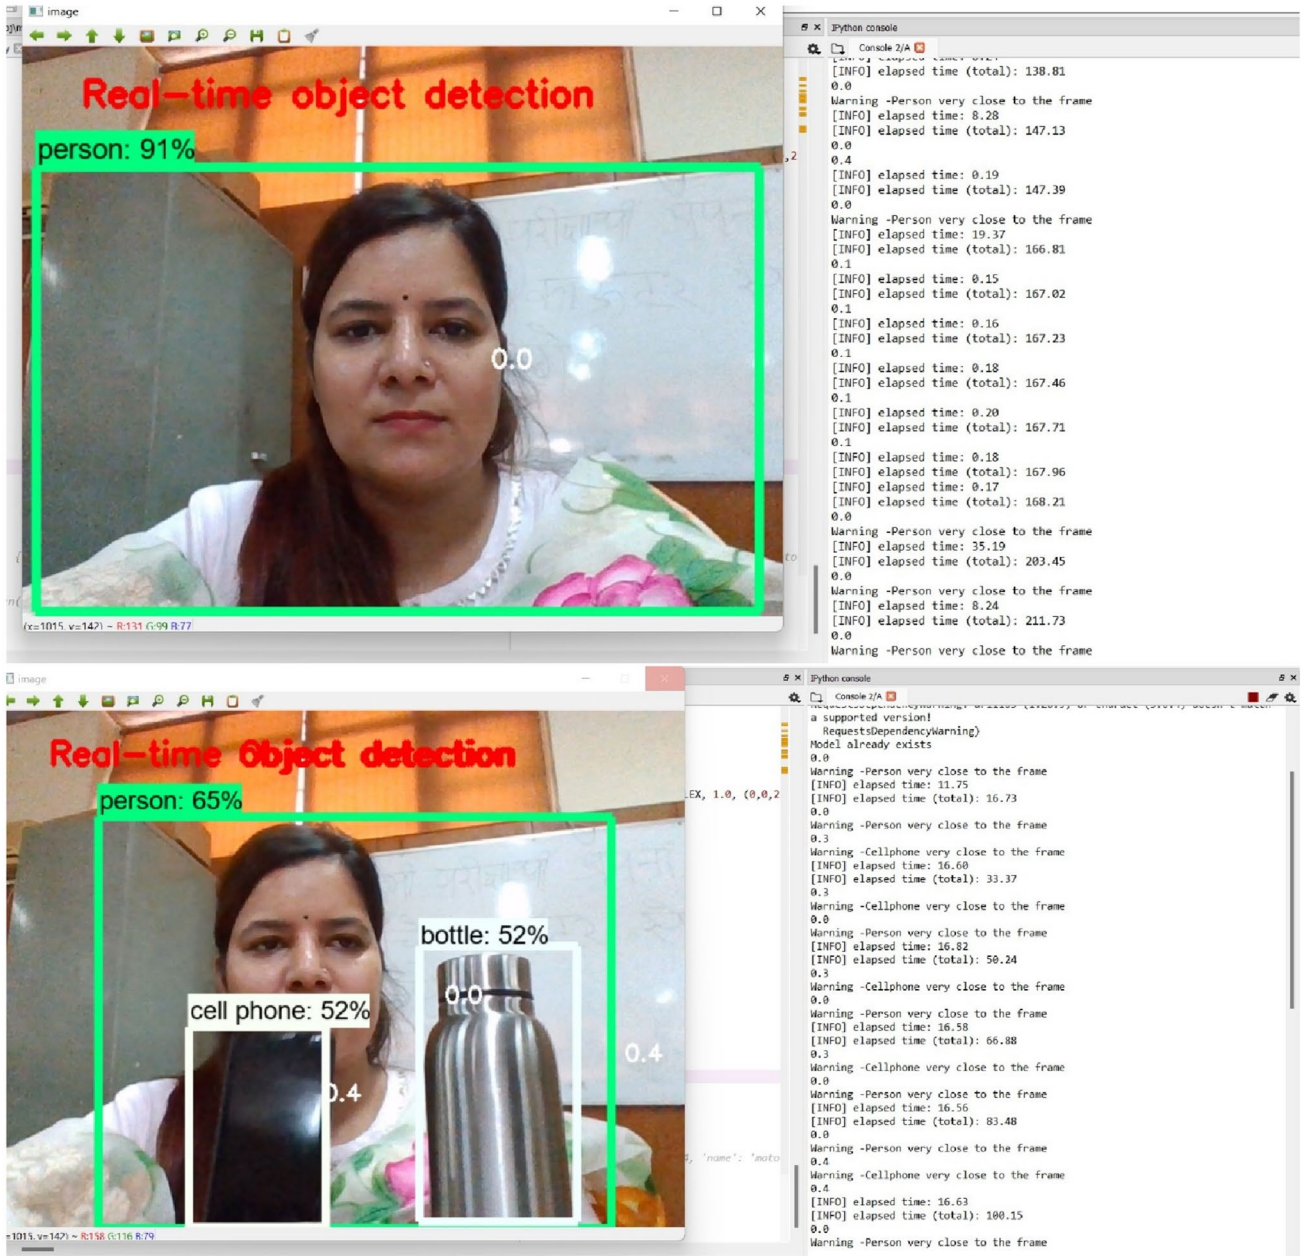 image
Real-time object detection
person: 91%
0.0
(x=1015, y=142) ~ R:131 G:99 B:77
IPython console
Console 2/A
[INFO] elapsed time (total): 138.81
0.0
Warning -Person very close to the frame
[INFO] elapsed time: 8.28
[INFO] elapsed time (total): 147.13
0.0
0.4
[INFO] elapsed time: 0.19
[INFO] elapsed time (total): 147.39
0.0
Warning -Person very close to the frame
[INFO] elapsed time: 19.37
[INFO] elapsed time (total): 166.81
0.1
[INFO] elapsed time: 0.15
[INFO] elapsed time (total): 167.02
0.1
[INFO] elapsed time: 0.16
[INFO] elapsed time (total): 167.23
0.1
[INFO] elapsed time: 0.18
[INFO] elapsed time (total): 167.46
0.1
[INFO] elapsed time: 0.20
[INFO] elapsed time (total): 167.71
0.1
[INFO] elapsed time: 0.18
[INFO] elapsed time (total): 167.96
[INFO] elapsed time: 0.17
[INFO] elapsed time (total): 168.21
0.0
Warning -Person very close to the frame
[INFO] elapsed time: 35.19
[INFO] elapsed time (total): 203.45
0.0
Warning -Person very close to the frame
[INFO] elapsed time: 8.24
[INFO] elapsed time (total): 211.73
0.0
Warning -Person very close to the frame
image
Real-time Object detection
person: 65%
bottle: 52%
0.0
cell phone: 52%
0.4
0.4
=1015, y=142) ~ R:158 G:116 B:79
LEX, 1.0, (0,0,2
'name': 'moto
IPython console
Console 2/A
a supported version!
RequestsDependencyWarning)
Model already exists
0.0
Warning -Person very close to the frame
[INFO] elapsed time: 11.75
[INFO] elapsed time (total): 16.73
0.0
Warning -Person very close to the frame
0.3
Warning -Cellphone very close to the frame
[INFO] elapsed time: 16.60
[INFO] elapsed time (total): 33.37
0.3
Warning -Cellphone very close to the frame
0.0
Warning -Person very close to the frame
[INFO] elapsed time: 16.82
[INFO] elapsed time (total): 50.24
0.3
Warning -Cellphone very close to the frame
0.0
Warning -Person very close to the frame
[INFO] elapsed time: 16.58
[INFO] elapsed time (total): 66.88
0.3
Warning -Cellphone very close to the frame
0.0
Warning -Person very close to the frame
[INFO] elapsed time: 16.56
[INFO] elapsed time (total): 83.48
0.0
Warning -Person very close to the frame
0.4
Warning -Cellphone very close to the frame
0.4
[INFO] elapsed time: 16.63
[INFO] elapsed time (total): 100.15
0.0
Warning -Person very close to the frame